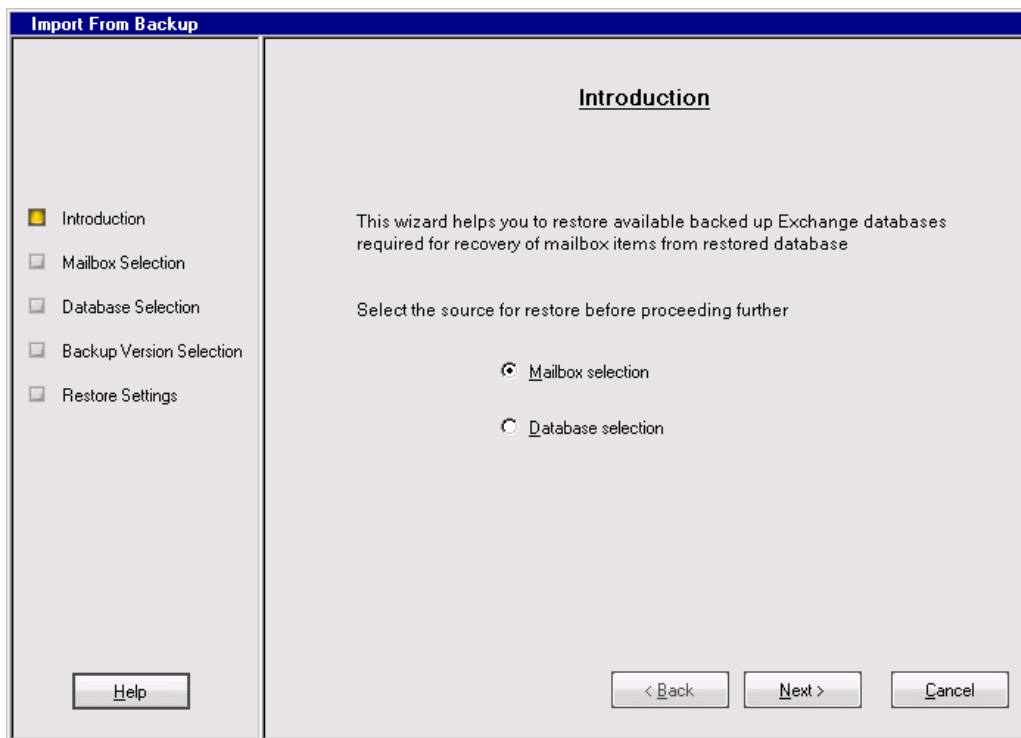 Import From Backup
Introduction
Mailbox Selection
Database Selection
Backup Version Selection
Restore Settings
Help
Introduction
This wizard helps you to restore available backed up Exchange databases
required for recovery of mailbox items from restored database
Select the source for restore before proceeding further
Mailbox selection
Database selection
< Back
Next >
Cancel